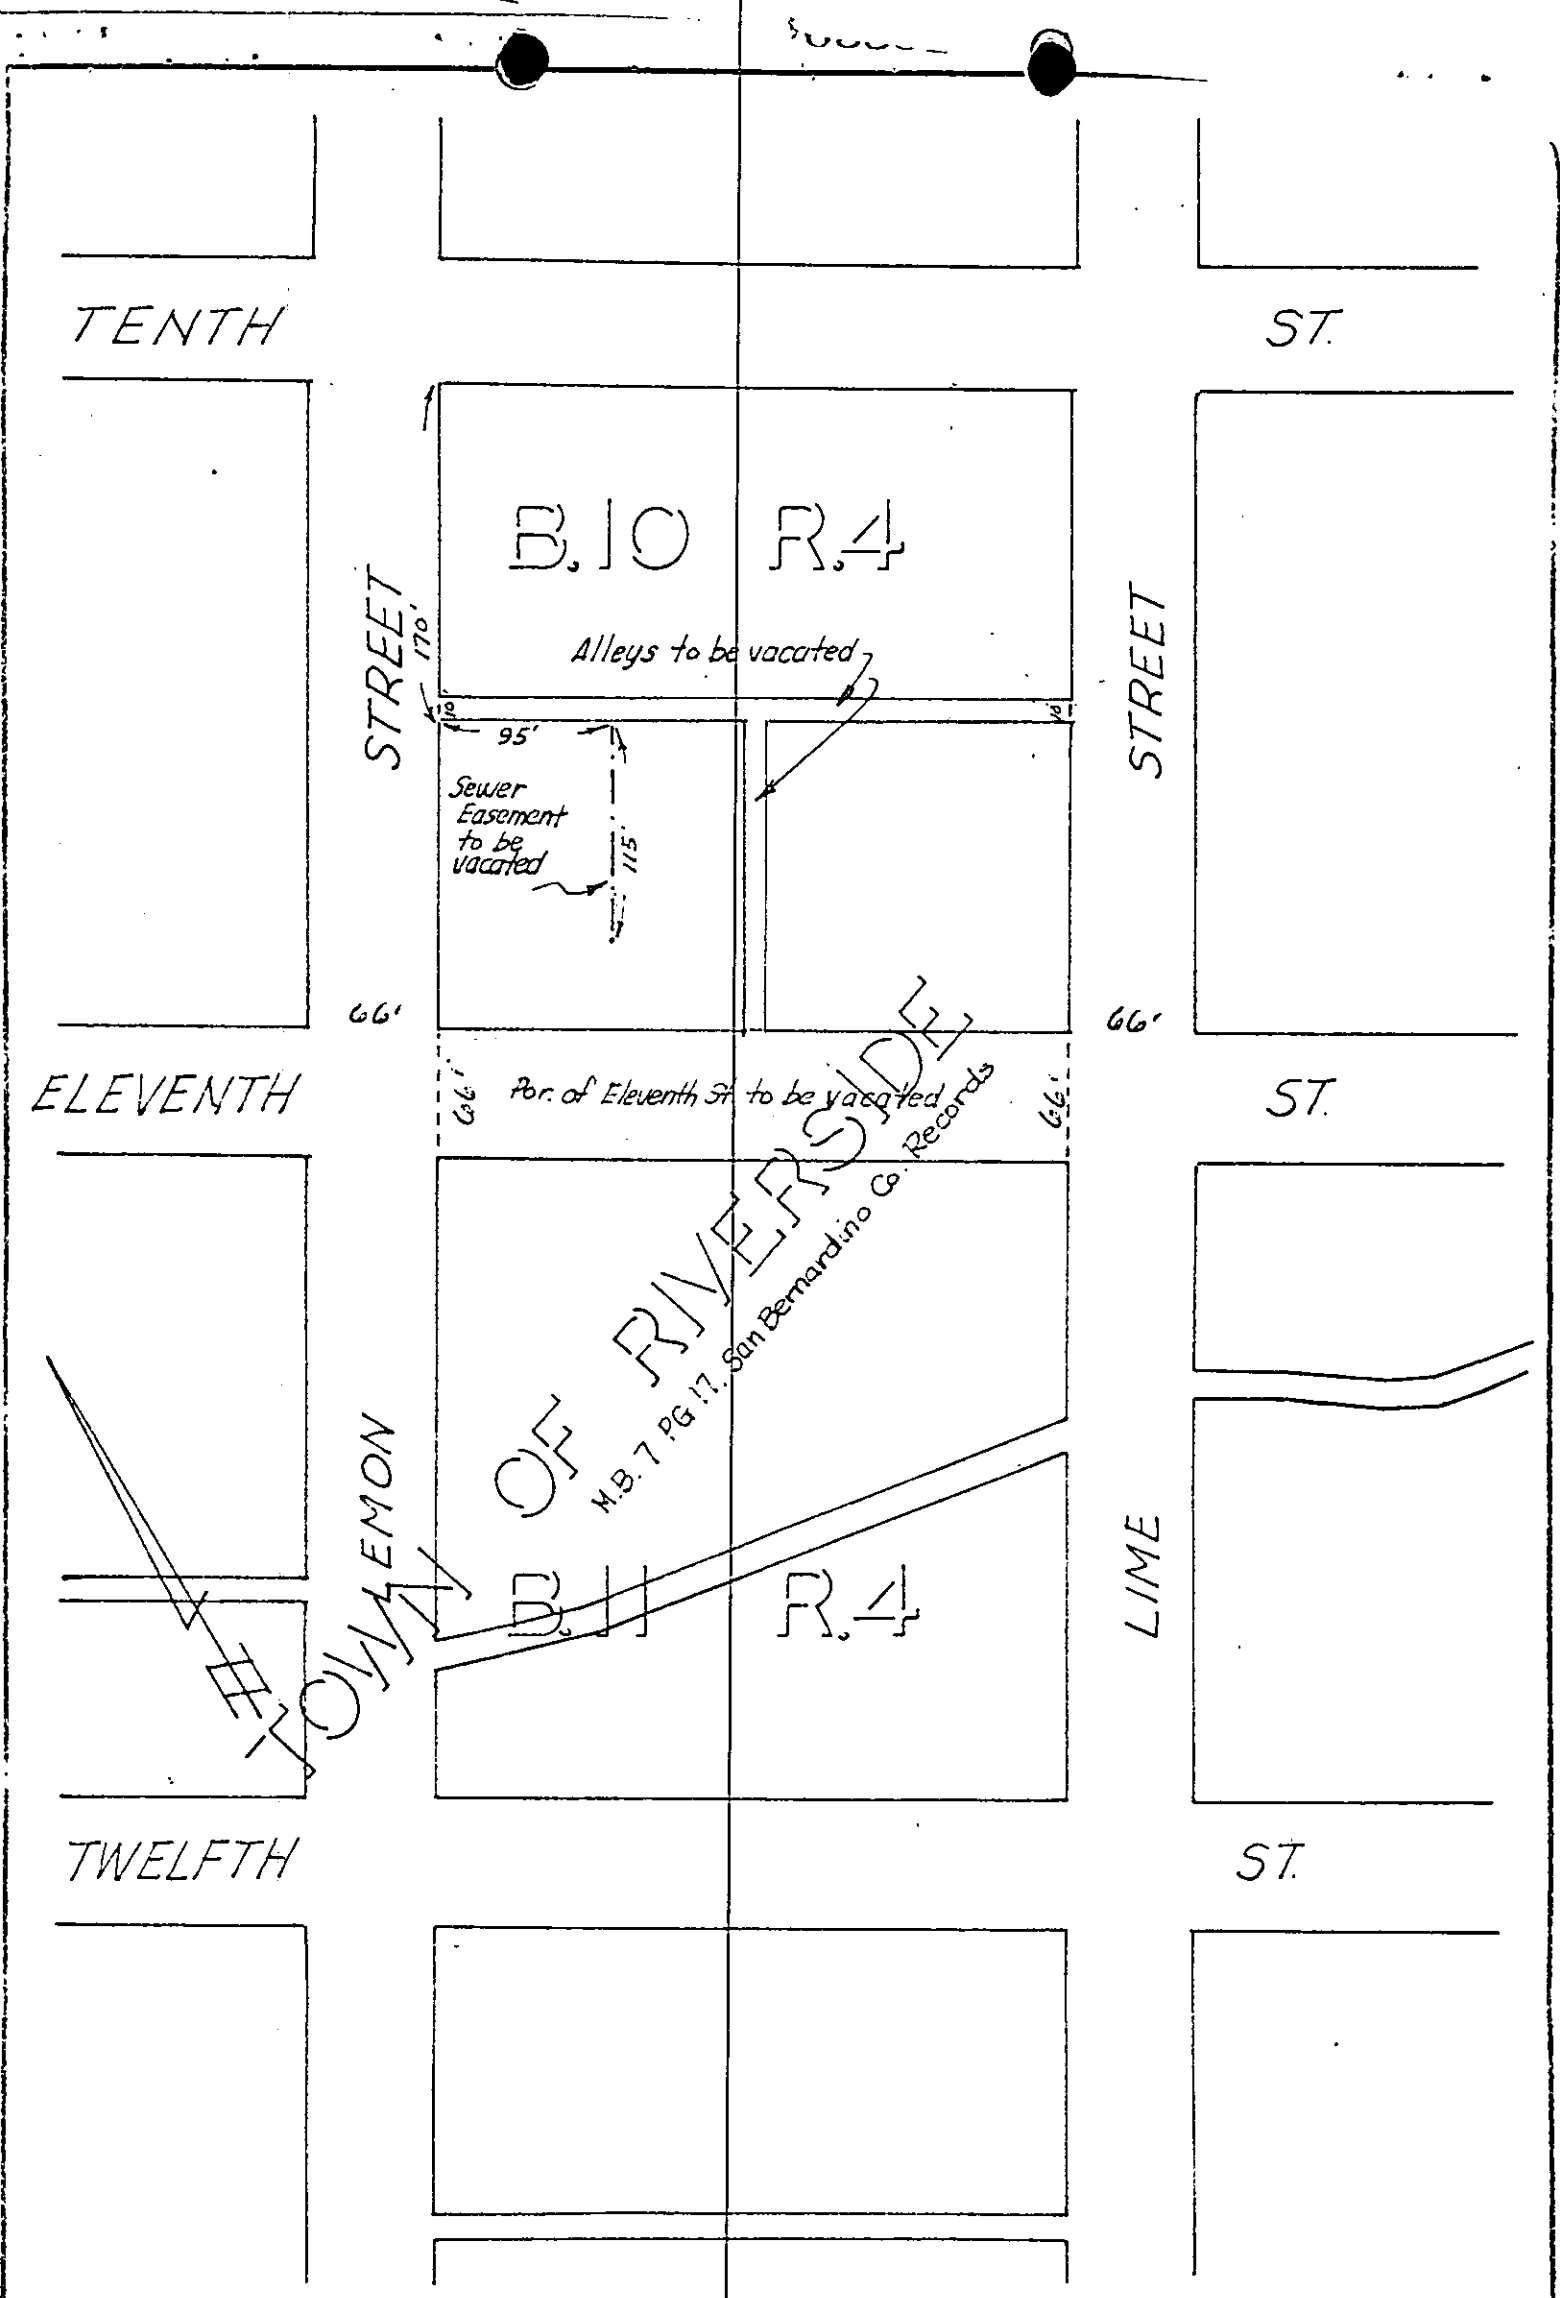 TENTH ST.
B.10 R.4
STREET
170'
STREET
Alleys to be vacated
10'
10'
95'
Sewer
Easement
to be
vacated
115'
66'
66'
ELEVENTH ST.
66'
Por. of Eleventh St. to be vacated
66'
TOWN OF RIVERSIDE
M.B. 7 PG 17. San Bernardino Co. Records
LEMON
LIME
B.11 R.4
TWELFTH ST.